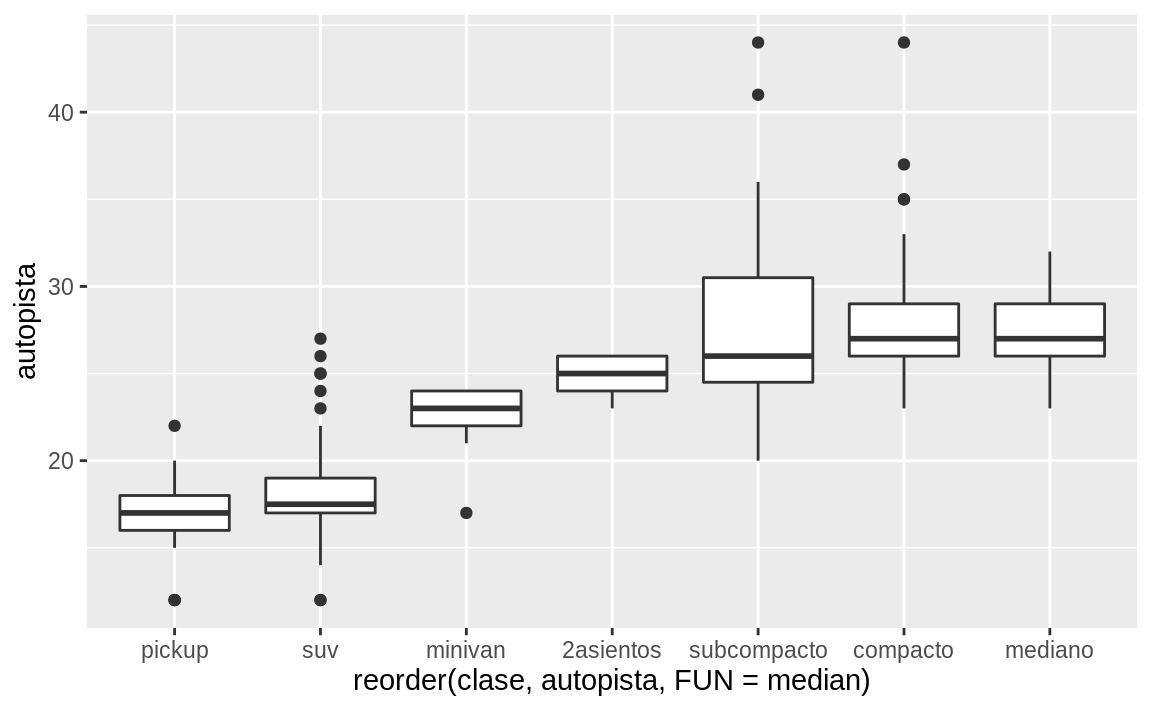 autopista
40
30
20
pickup suv minivan 2asientos subcompacto compacto mediano
reorder(clase, autopista, FUN = median)